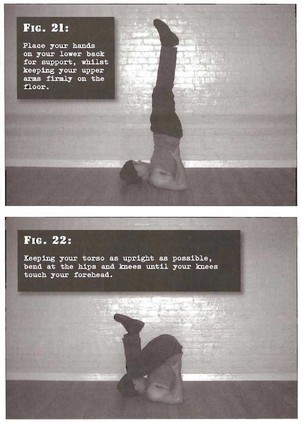 FIG. 21:
Place your hands
on your lower back
for support, whilst
keeping your upper
arms firmly on the
floor.
FIG. 22:
Keeping your torso as upright as possible,
bend at the hips and knees until your knees
touch your forehead.